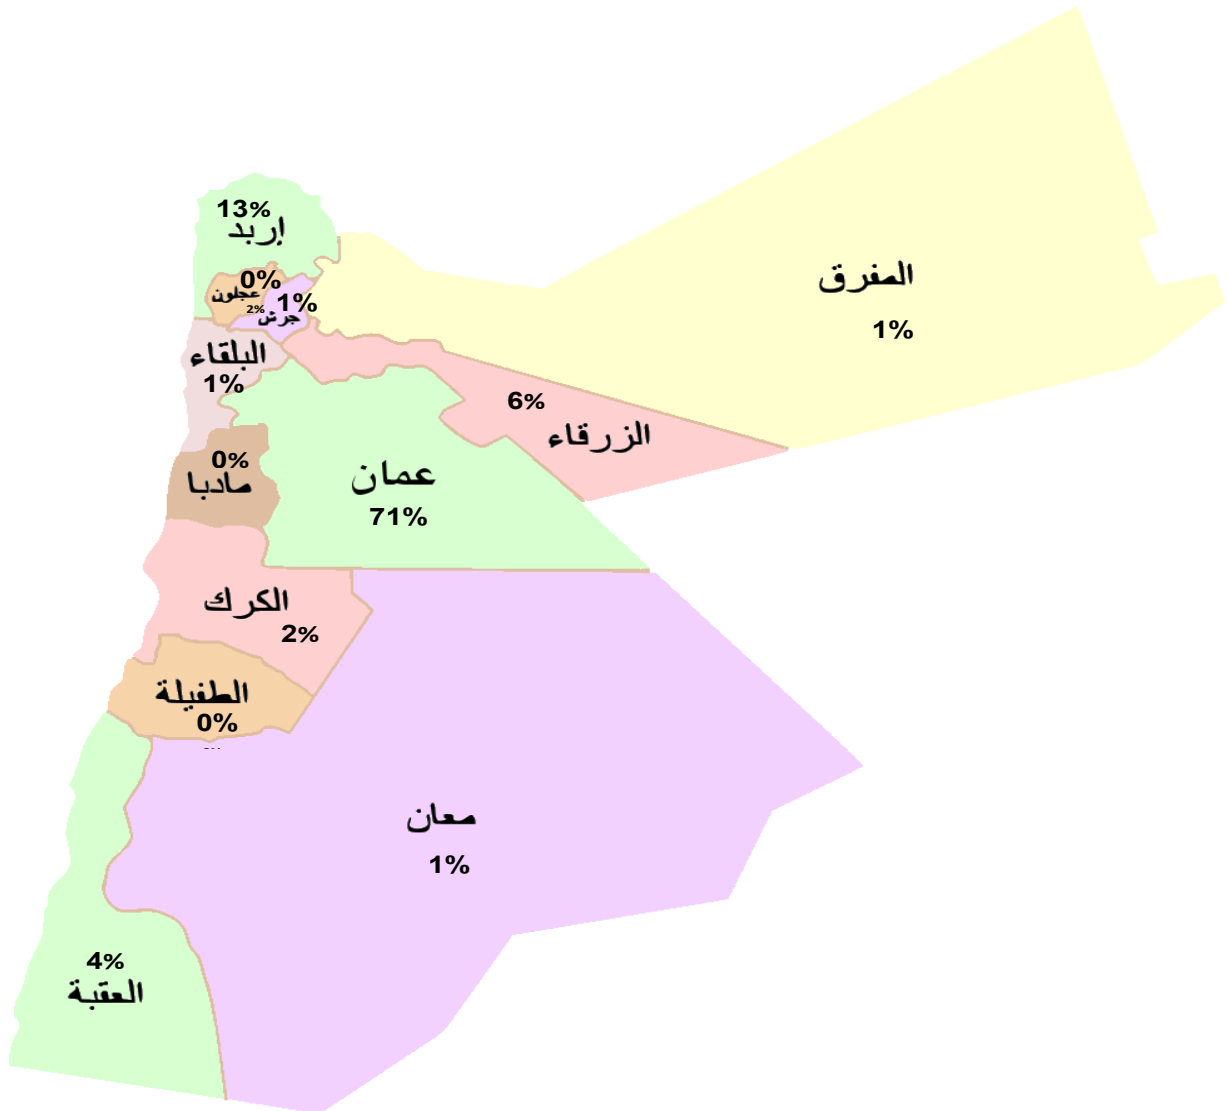 13%
إربد
0%
عجلون
2%
1%
جرش
المفرق
1%
البلقاء
1%
6%
الزرقاء
0%
مادبا
عمان
71%
الكرك
2%
الطفيلة
0%
معان
1%
4%
العقبة